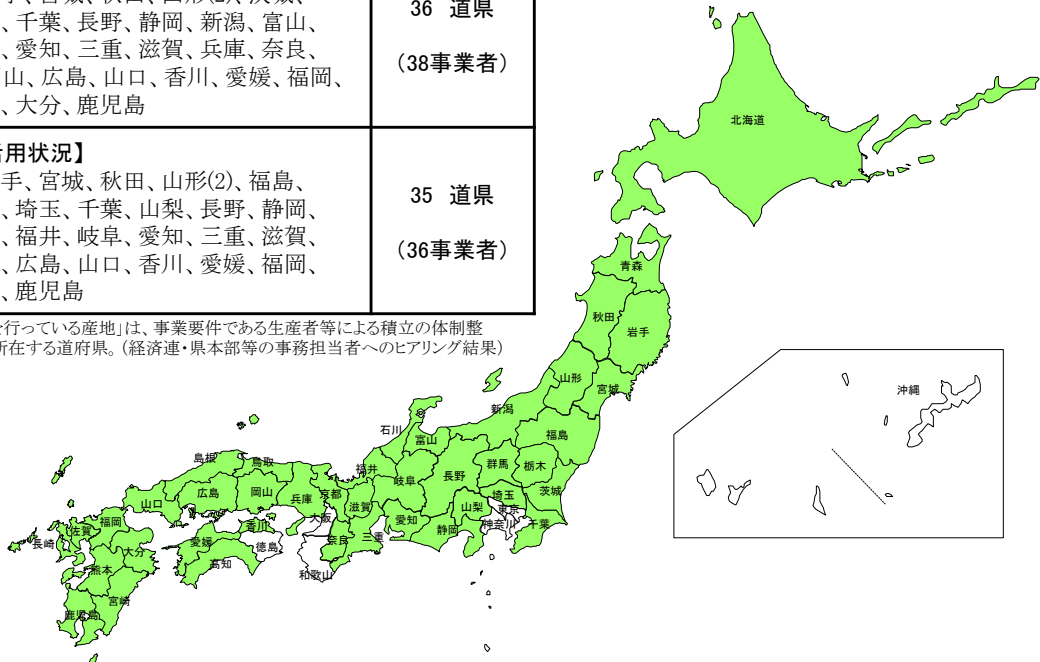 宮城、秋田、山形(2)、茨城、
、千葉、長野、静岡、新潟、富山、
、愛知、三重、滋賀、兵庫、奈良、
山、広島、山口、香川、愛媛、福岡、
、大分、鹿児島
36 道県
(38事業者)
用状況】
手、宮城、秋田、山形(2)、福島、
、埼玉、千葉、山梨、長野、静岡、
、福井、岐阜、愛知、三重、滋賀、
、広島、山口、香川、愛媛、福岡、
、鹿児島
35 道県
(36事業者)
を行っている産地」は、事業要件である生産者等による積立の体制整
所在する道府県。(経済連・県本部等の事務担当者へのヒアリング結果)
北海道
青森
秋田
岩手
山形
宮城
新潟
福島
石川
富山
群馬
栃木
福井
長野
茨城
岐阜
埼玉
東京
山梨
神奈川
千葉
静岡
愛知
三重
滋賀
京都
大阪
奈良
和歌山
兵庫
鳥取
島根
岡山
広島
山口
香川
徳島
愛媛
高知
福岡
佐賀
長崎
大分
熊本
宮崎
鹿児島
沖縄